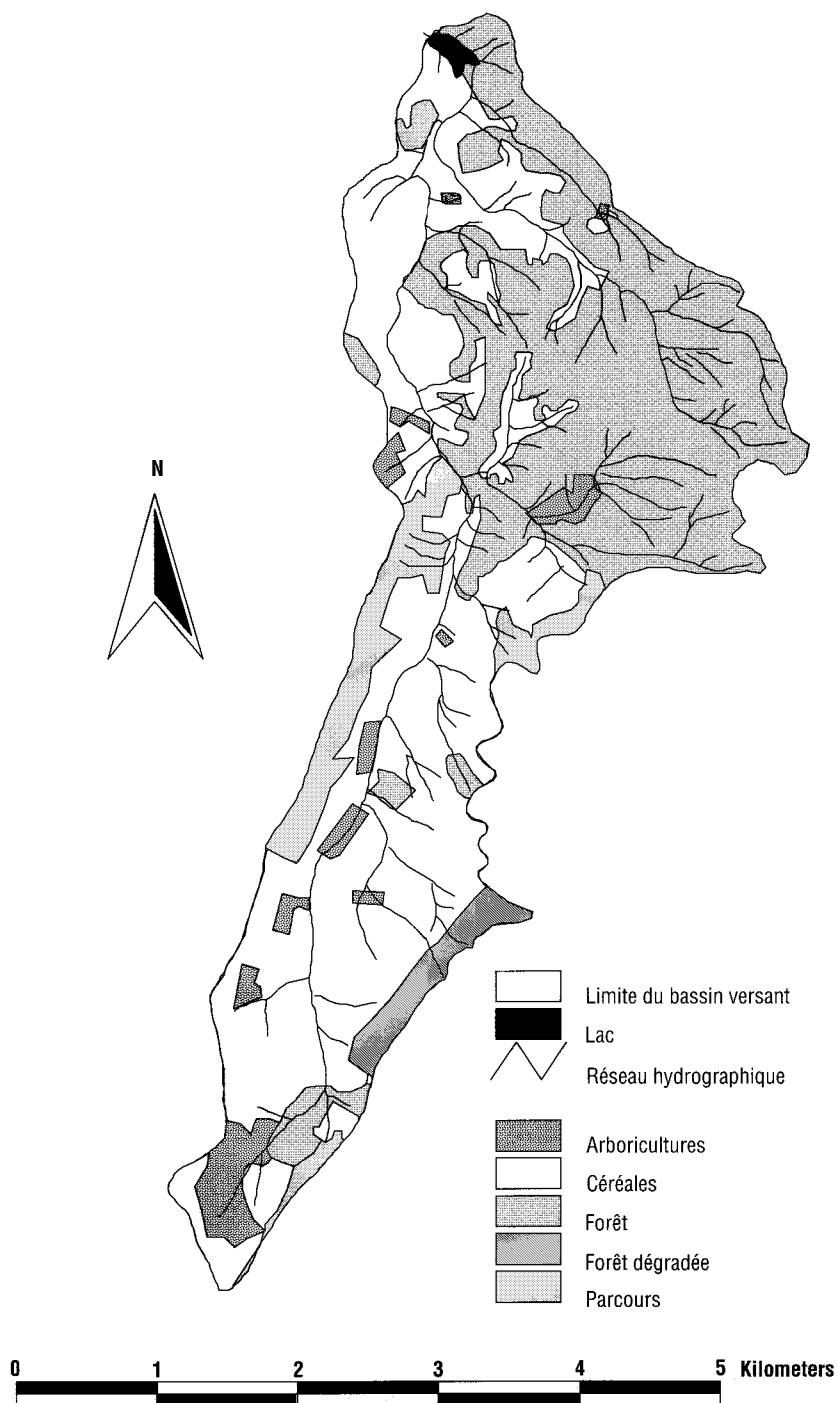 N
Limite du bassin versant
Lac
Réseau hydrographique
Arboricultures
Céréales
Forêt
Forêt dégradée
Parcours
0 1 2 3 4 5 Kilometers